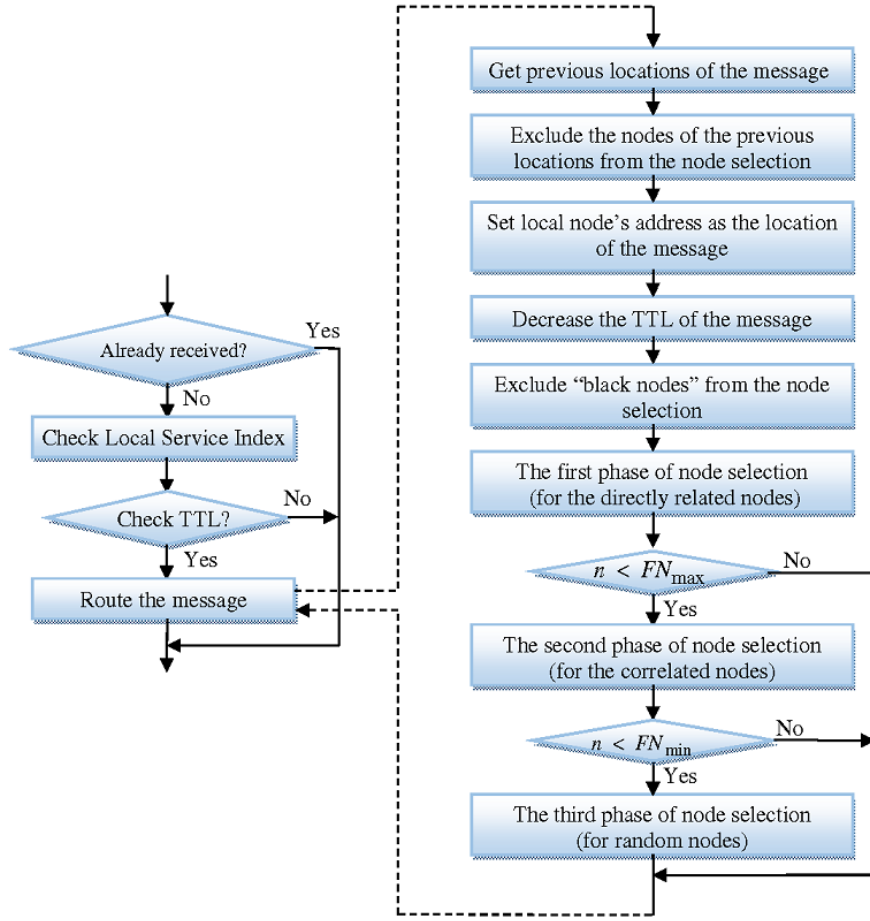 Already received?
Yes
No
Check Local Service Index
Check TTL?
No
Yes
Route the message
Get previous locations of the message
Exclude the nodes of the previous
locations from the node selection
Set local node's address as the location
of the message
Decrease the TTL of the message
Exclude “black nodes” from the node
selection
The first phase of node selection
(for the directly related nodes)
n < FNmax
No
Yes
The second phase of node selection
(for the correlated nodes)
n < FNmin
No
Yes
The third phase of node selection
(for random nodes)